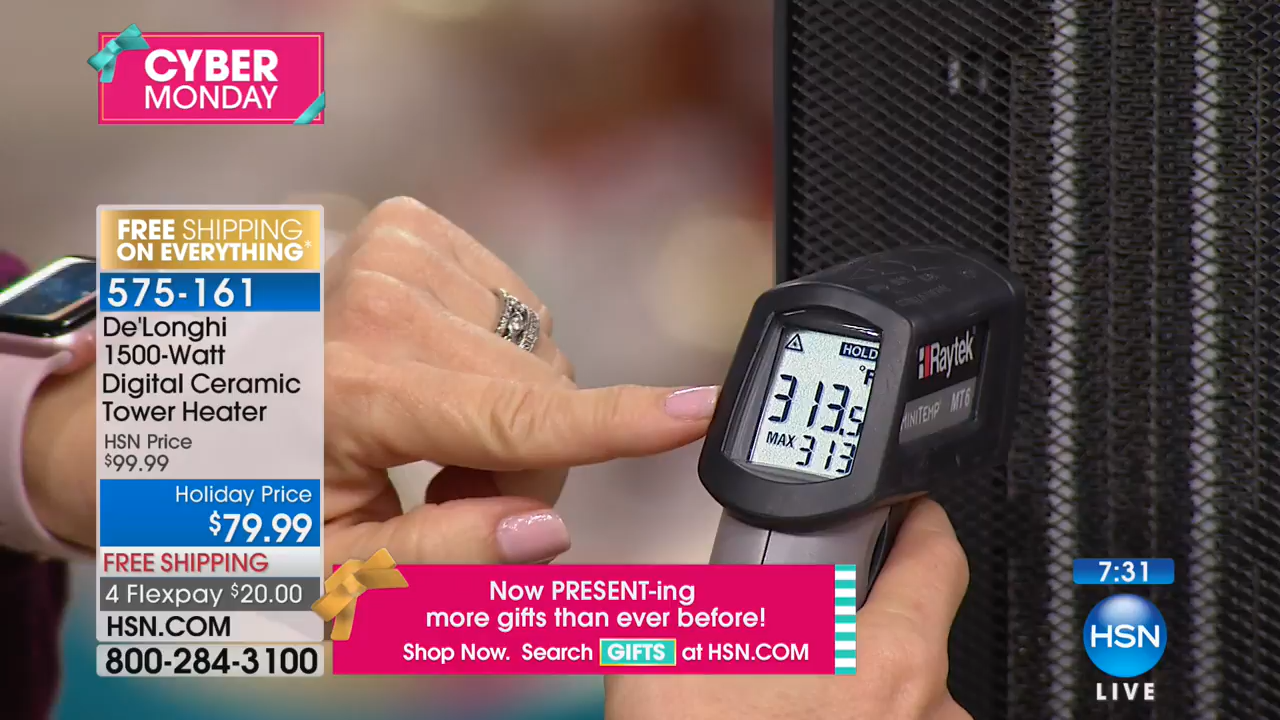 CYBER
MONDAY
FREE SHIPPING
ON EVERYTHING*
575-161
De'Longhi
1500-Watt
Digital Ceramic
Tower Heater
HSN Price
$99.99
Holiday Price
$79.99
FREE SHIPPING
4 Flexpay $20.00
HSN.COM
800-284-3100
HOLD
°F
313.5
MAX 313
Raytek
MINITEMP MT6
Now PRESENT-ing
more gifts than ever before!
Shop Now. Search GIFTS at HSN.COM
7:31
HSN
LIVE